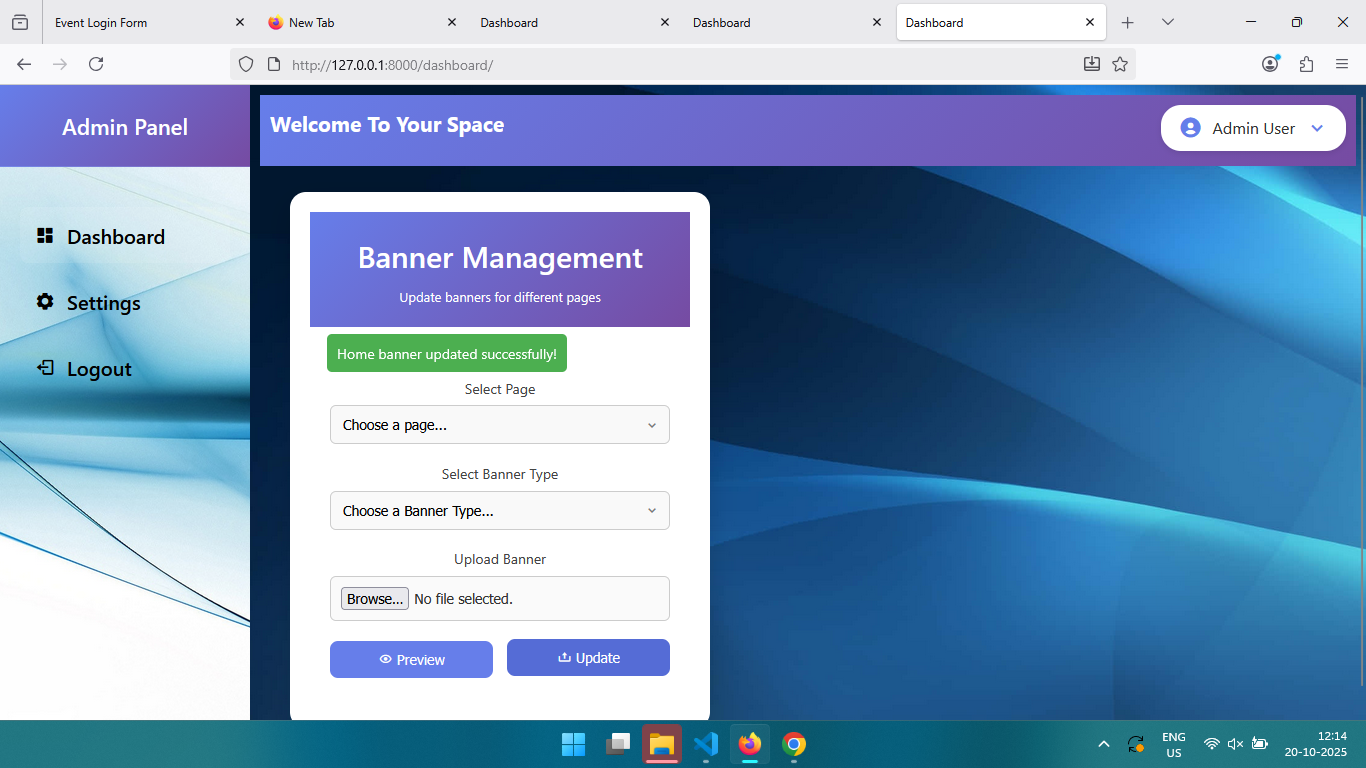 Event Login Form
New Tab
Dashboard
Dashboard
Dashboard
http://127.0.0.1:8000/dashboard/
Admin Panel
Welcome To Your Space
Admin User
Dashboard
Settings
Logout
Banner Management
Update banners for different pages
Home banner updated successfully!
Select Page
Choose a page...
Select Banner Type
Choose a Banner Type...
Upload Banner
Browse... No file selected.
Preview
Update
ENG
US
12:14
20-10-2025